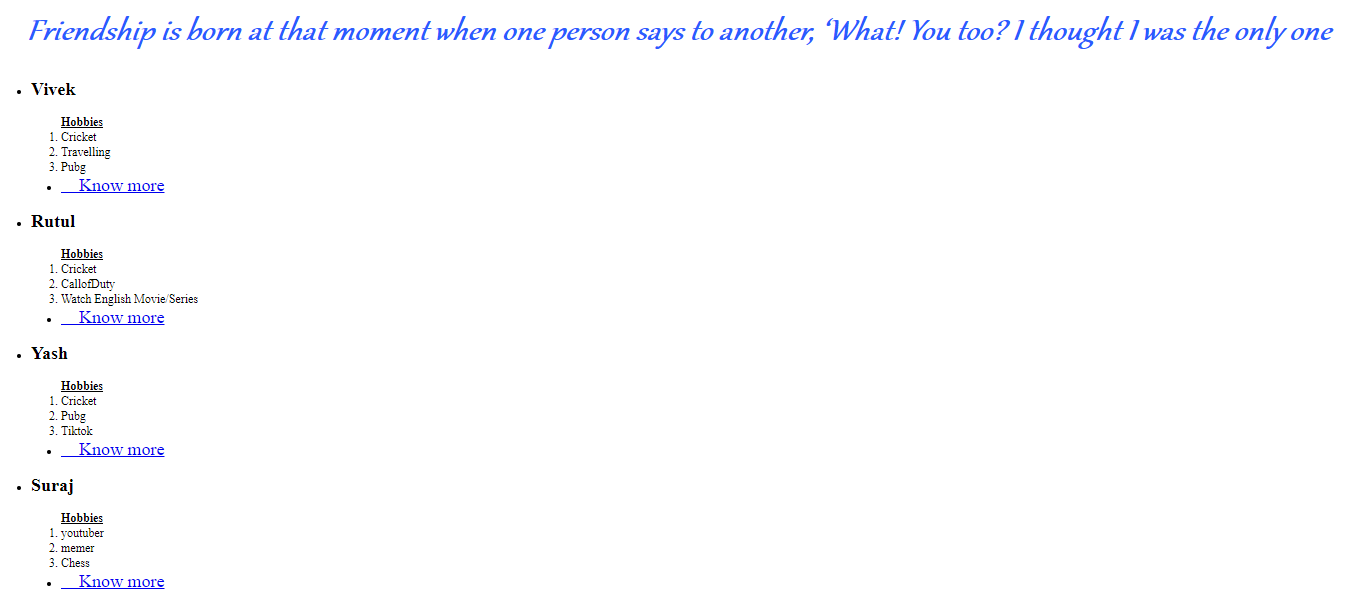 Friendship is born at that moment when one person says to another, ‘What! You too? I thought I was the only one
• Vivek
Hobbies
1. Cricket
2. Travelling
3. Pubg
• Know more
• Rutul
Hobbies
1. Cricket
2. CallofDuty
3. Watch English Movie/Series
• Know more
• Yash
Hobbies
1. Cricket
2. Pubg
3. Tiktok
• Know more
• Suraj
Hobbies
1. youtuber
2. memer
3. Chess
• Know more